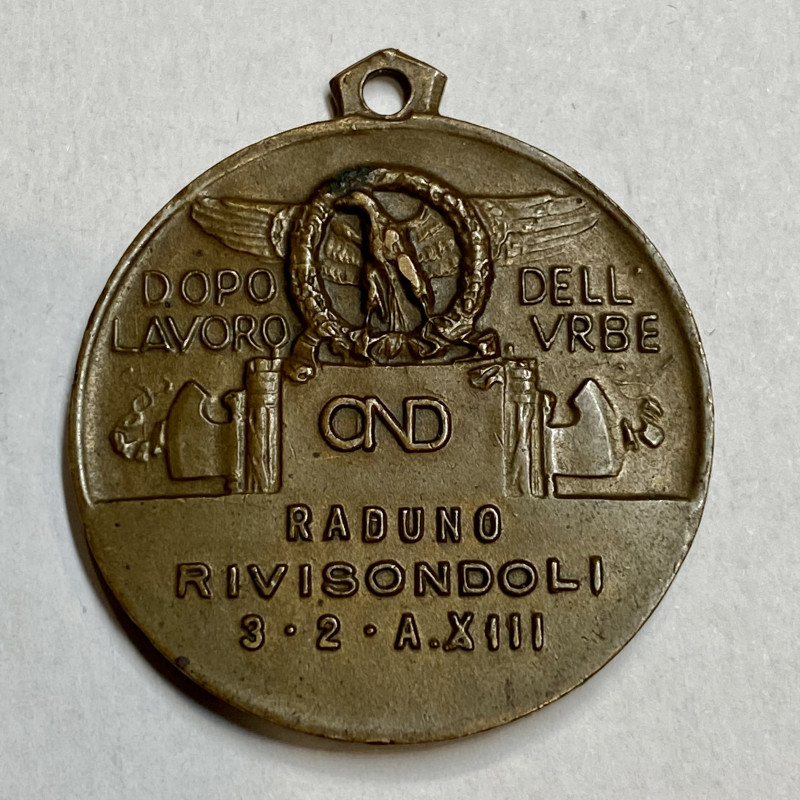 DOPO LAVORO
DELL' VRBE
OND
RADUNO
RIVISONDOLI
3 · 2 · A.XIII